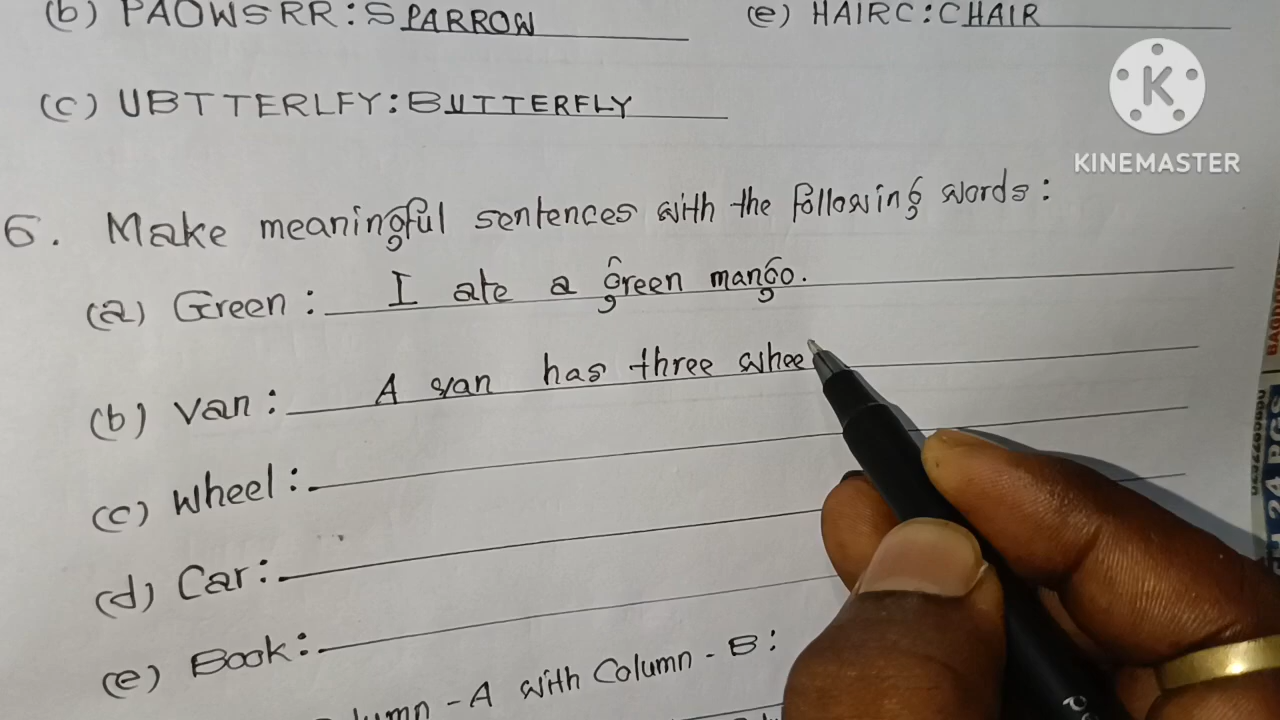 (b) PAOWSRR: SPARROW
(e) HAIRC: CHAIR
(c) UBTTERLFY: BUTTERFLY
K
KINEMASTER
6. Make meaningful sentences with the following words:
(a) Green: I ate a green mango.
(b) Van: A van has three whee
(c) Wheel:
(d) Car:
(e) Book:
lumn - A with Column - B: